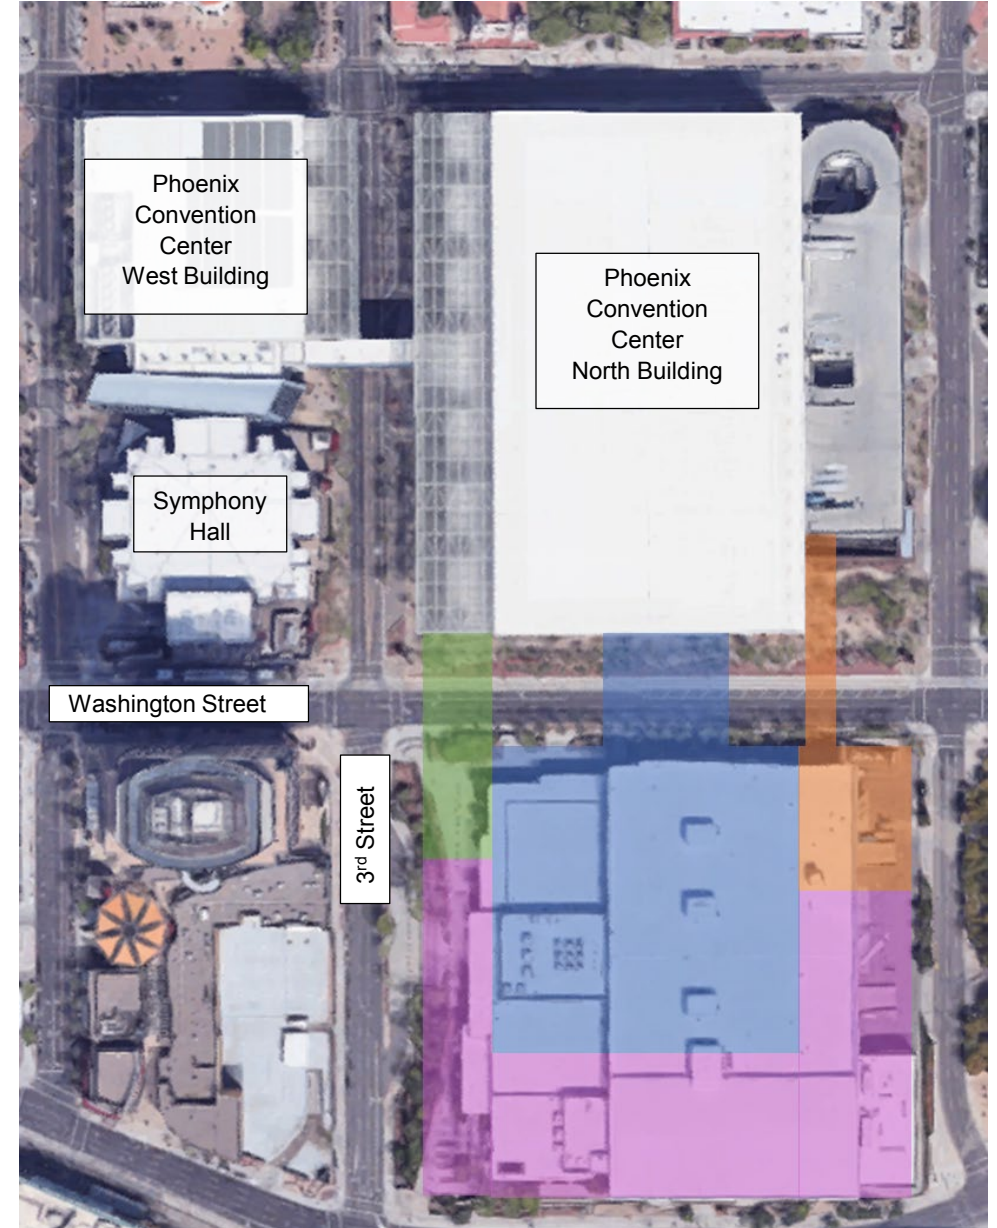 Phoenix
Convention
Center
West Building
Phoenix
Convention
Center
North Building
Symphony
Hall
Washington Street
3rd Street